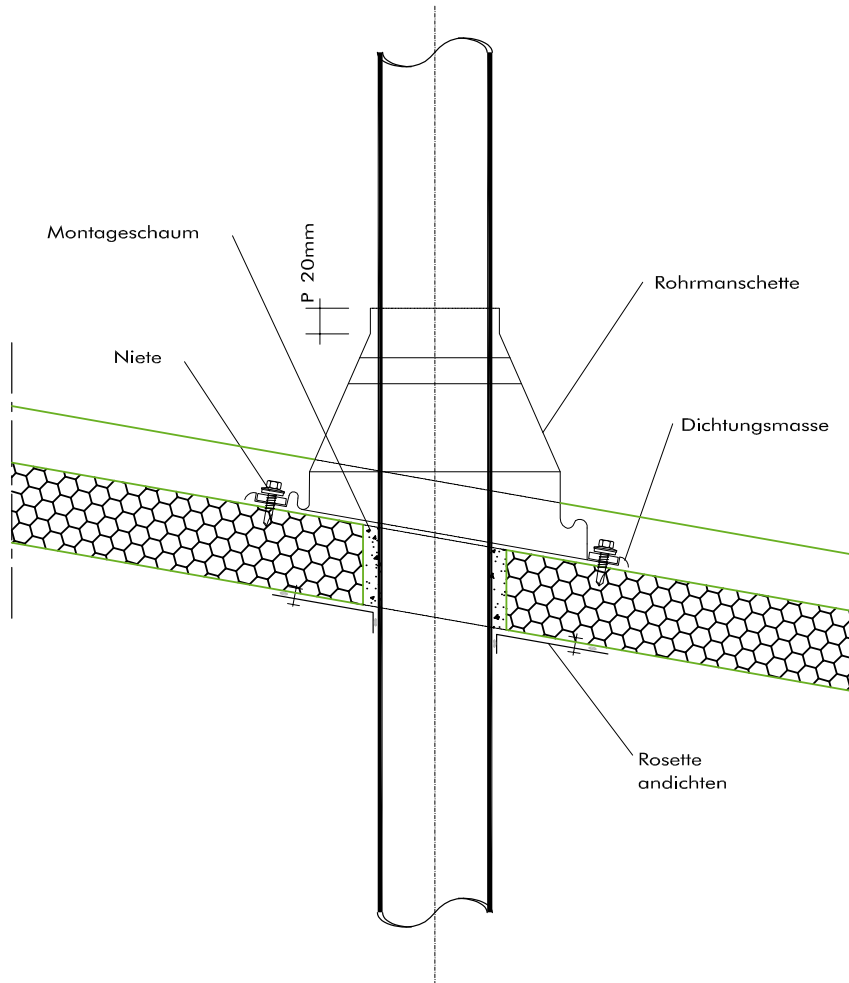 Montageschaum
P 20mm
Rohrmanschette
Niete
Dichtungsmasse
Rosette
andichten